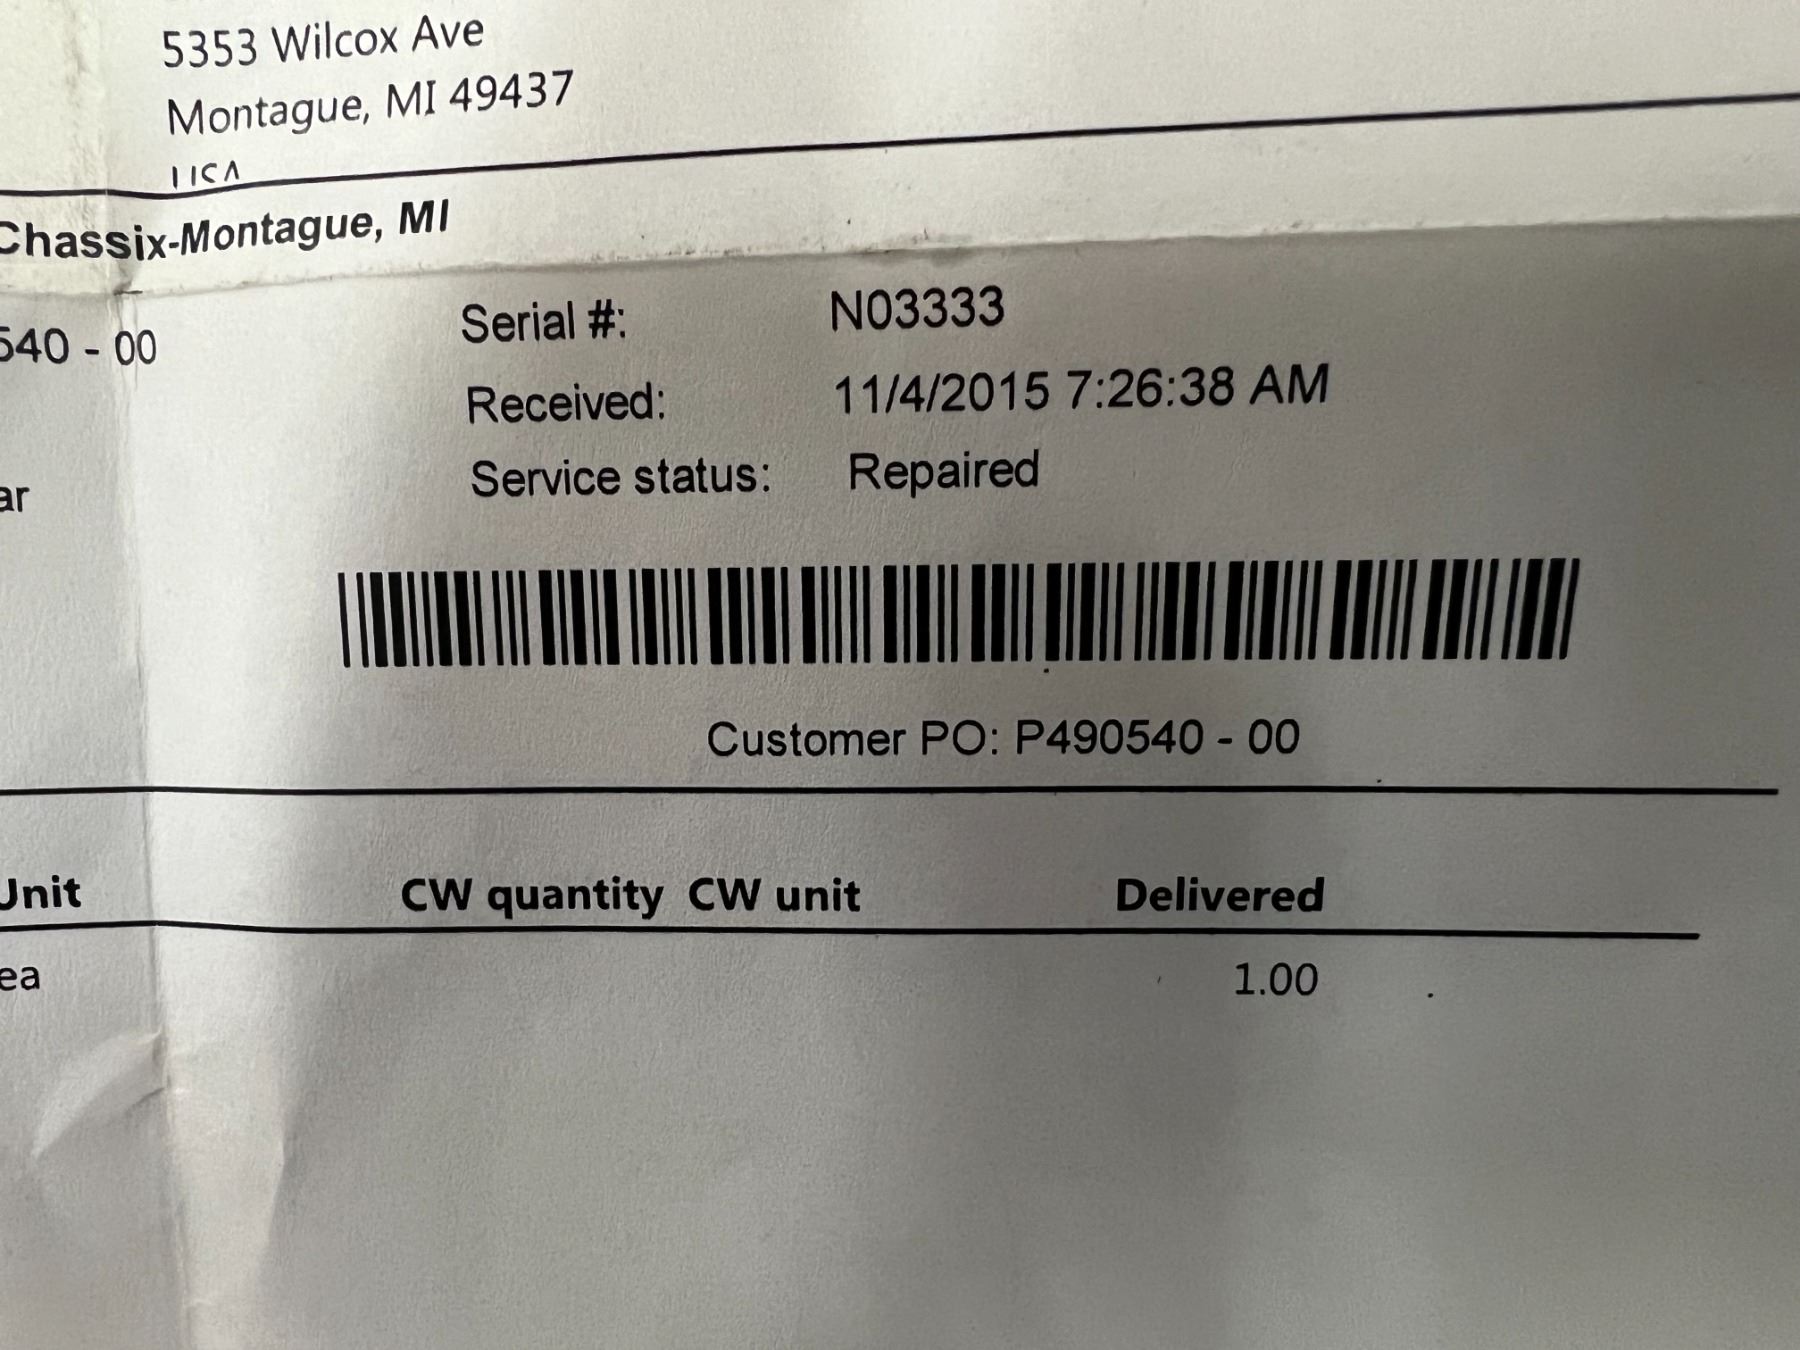 5353 Wilcox Ave
Montague, MI 49437
USA
Chassix-Montague, MI
540 - 00
Serial #: N03333
Received: 11/4/2015 7:26:38 AM
ar
Service status: Repaired
Customer PO: P490540 - 00
Unit CW quantity CW unit Delivered
ea 1.00